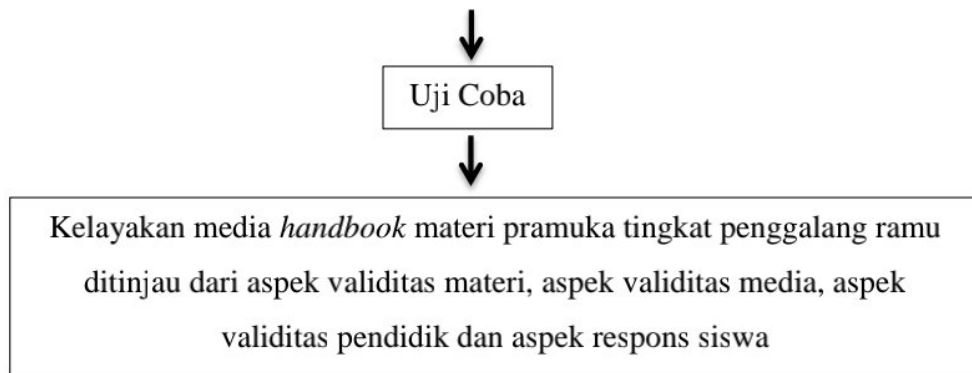 Uji Coba
Kelayakan media handbook materi pramuka tingkat penggalang ramu
ditinjau dari aspek validitas materi, aspek validitas media, aspek
validitas pendidik dan aspek respons siswa